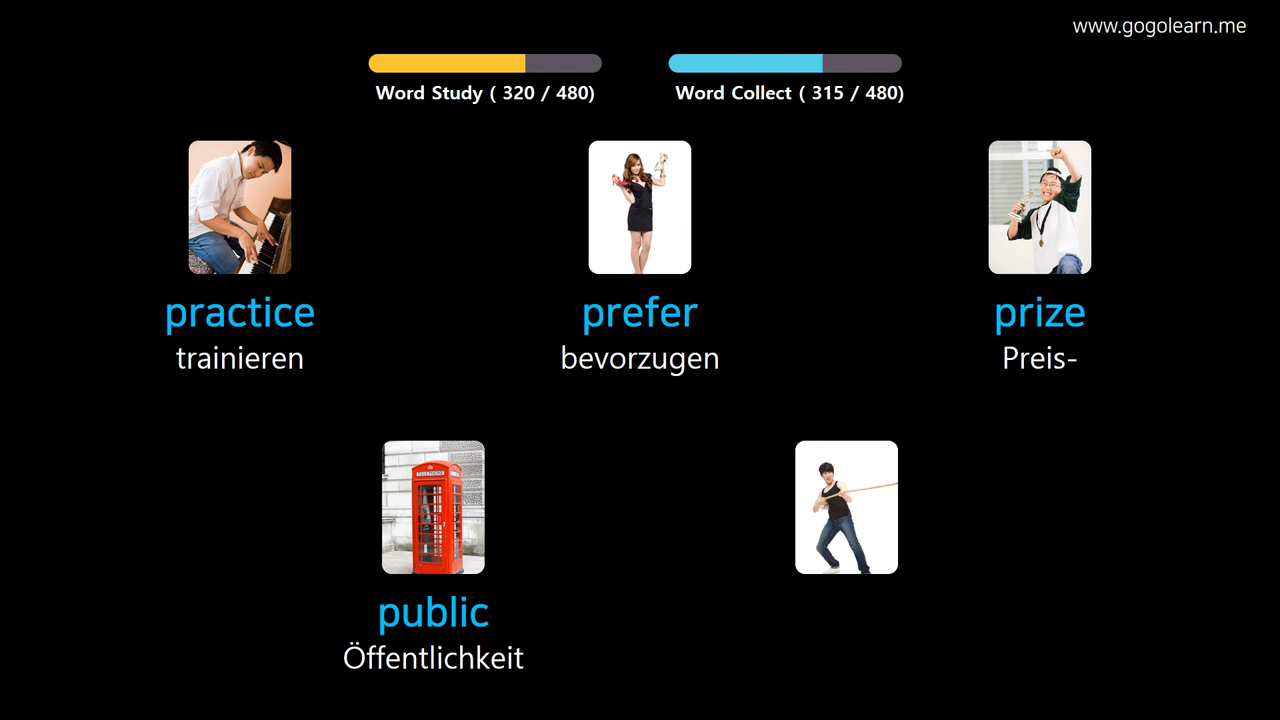 www.gogolearn.me
Word Study ( 320 / 480)
Word Collect ( 315 / 480)
practice
trainieren
prefer
bevorzugen
prize
Preis-
TELEPHONE
public
Öffentlichkeit